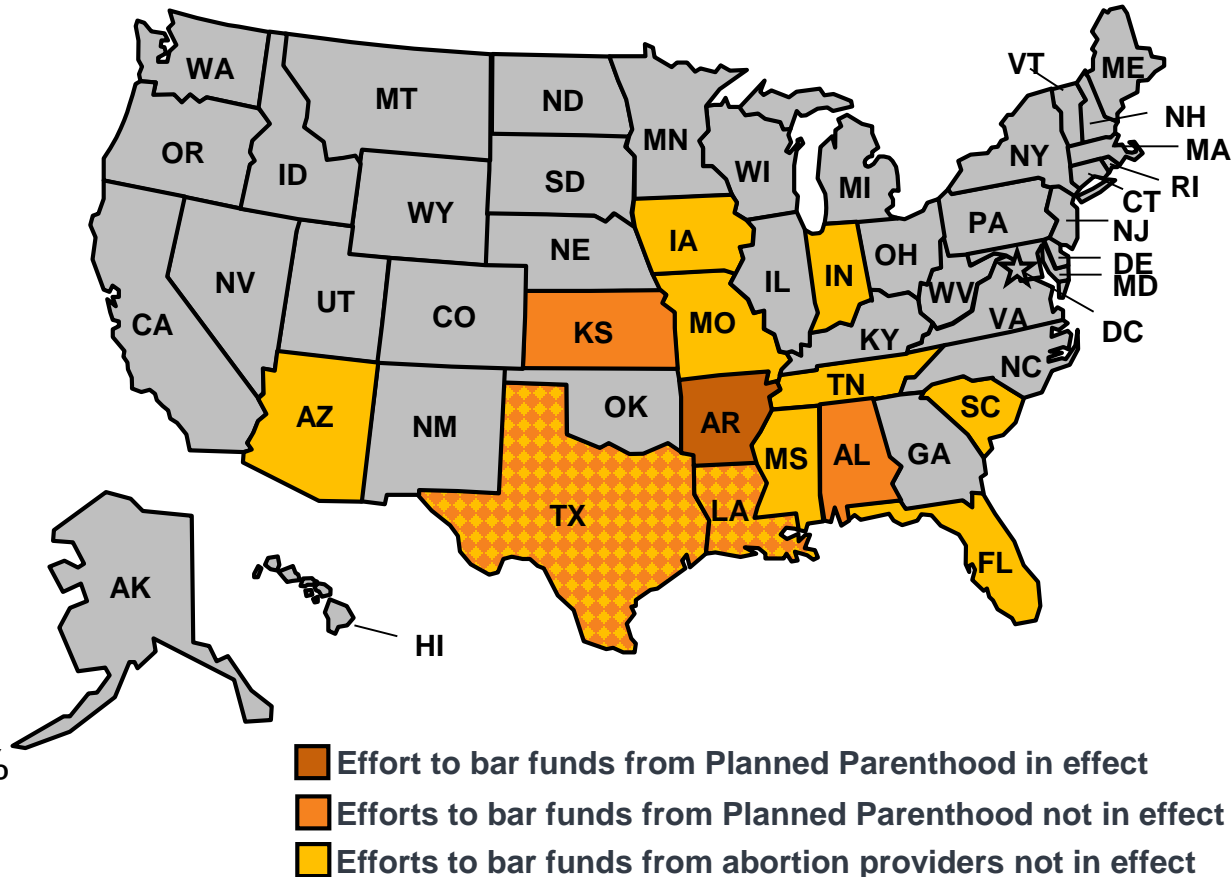 WA
MT
ND
MN
VT
ME
OR
ID
SD
WI
MI
NY
NH
MA
RI
WY
CT
NJ
IA
NE
PA
DE
MD
NV
UT
CO
IL
IN
OH
WV
VA
DC
CA
KS
MO
KY
NC
AZ
NM
OK
AR
TN
SC
TX
LA
MS
AL
GA
FL
AK
HI
%
Effort to bar funds from Planned Parenthood in effect
Efforts to bar funds from Planned Parenthood not in effect
Efforts to bar funds from abortion providers not in effect